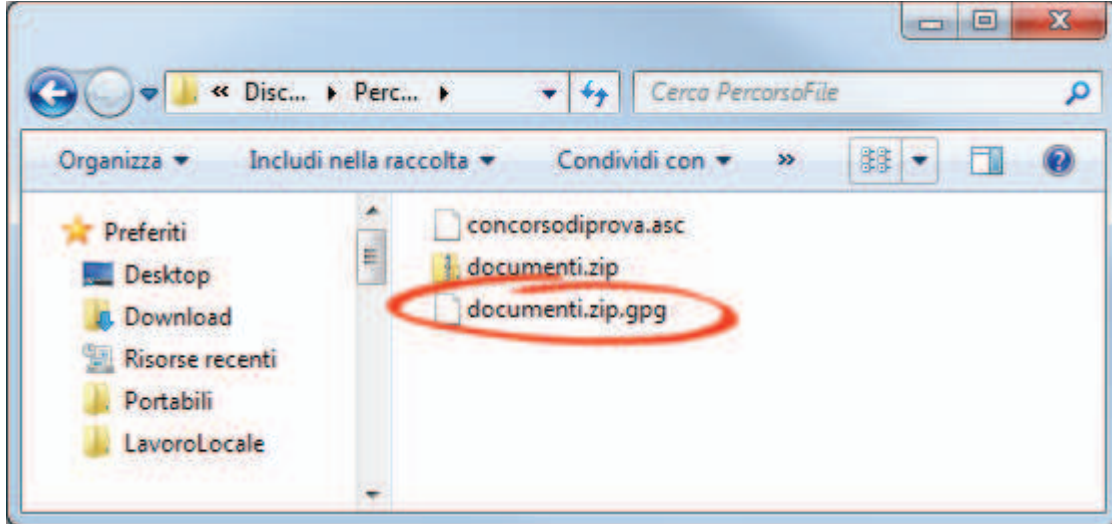 « Disc... Perc...
Cerca PercorsoFile
Organizza Includi nella raccolta Condividi con »
Preferiti
Desktop
Download
Risorse recenti
Portabili
LavoroLocale
concorsodiprova.asc
documenti.zip
documenti.zip.gpg